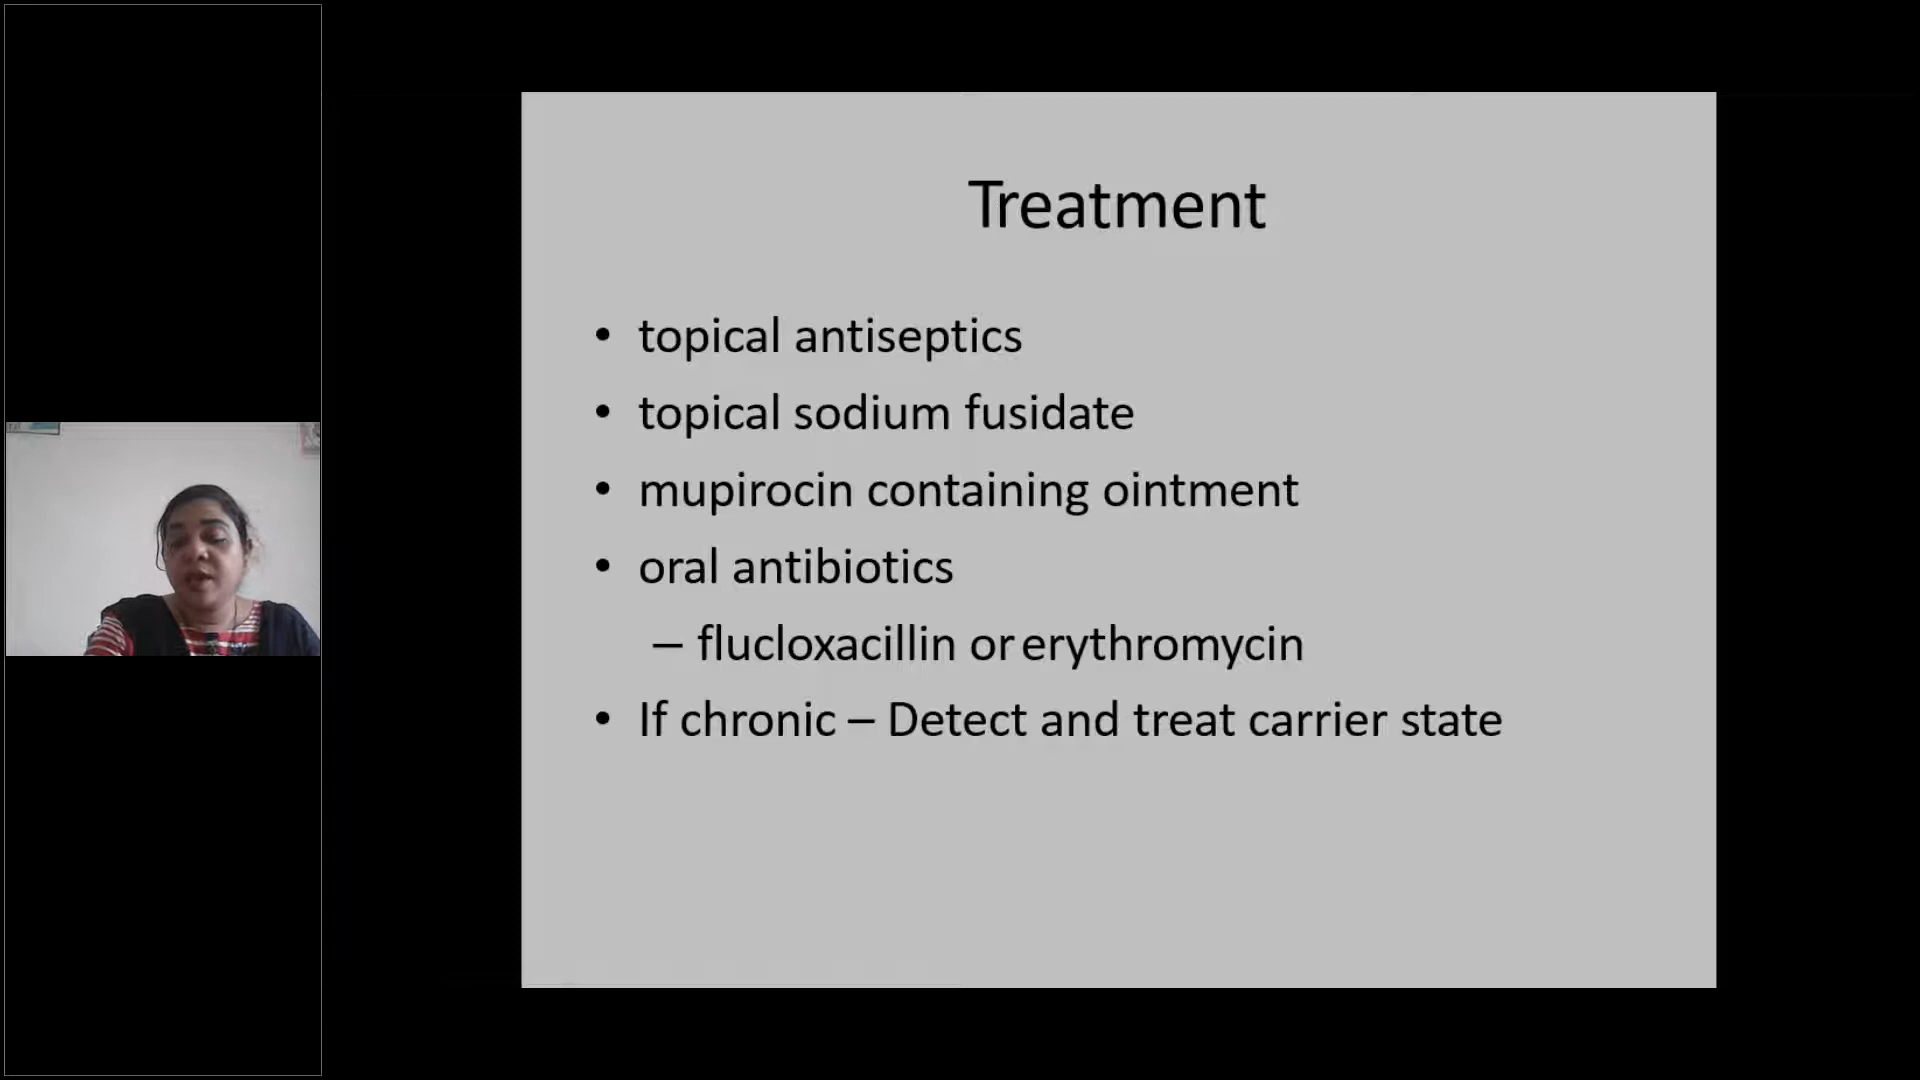 Treatment
• topical antiseptics
• topical sodium fusidate
• mupirocin containing ointment
• oral antibiotics
– flucloxacillin or erythromycin
• If chronic – Detect and treat carrier state